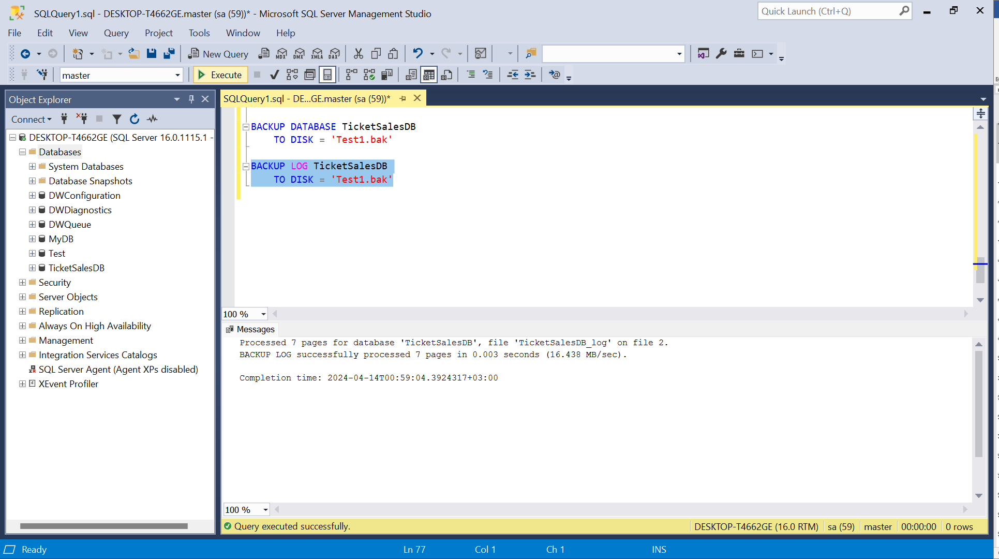 SQLQuery1.sql - DESKTOP-T4662GE.master (sa (59))* - Microsoft SQL Server Management Studio
Quick Launch (Ctrl+Q)
File Edit View Query Project Tools Window Help
New Query MDX DMX XMLA DAX
master
Execute
Object Explorer
SQLQuery1.sql - DE...GE.master (sa (59))*
Connect
DESKTOP-T4662GE (SQL Server 16.0.1115.1 -
Databases
System Databases
Database Snapshots
DWConfiguration
DWDiagnostics
DWQueue
MyDB
Test
TicketSalesDB
Security
Server Objects
Replication
Always On High Availability
Management
Integration Services Catalogs
SQL Server Agent (Agent XPs disabled)
XEvent Profiler
BACKUP DATABASE TicketSalesDB
TO DISK = 'Test1.bak'
BACKUP LOG TicketSalesDB
TO DISK = 'Test1.bak'
100 %
Messages
Processed 7 pages for database 'TicketSalesDB', file 'TicketSalesDB_log' on file 2.
BACKUP LOG successfully processed 7 pages in 0.003 seconds (16.438 MB/sec).
Completion time: 2024-04-14T00:59:04.3924317+03:00
100 %
Query executed successfully.
DESKTOP-T4662GE (16.0 RTM) sa (59) master 00:00:00 0 rows
Ready Ln 77 Col 1 Ch 1 INS